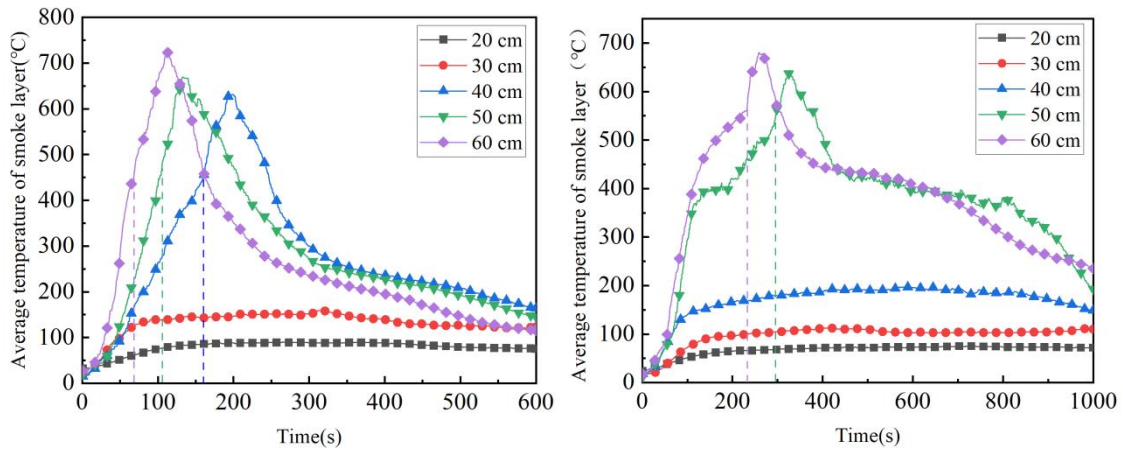 800
700
600
500
400
300
200
100
0
Average temperature of smoke layer(℃)
20 cm
30 cm
40 cm
50 cm
60 cm
0 100 200 300 400 500 600
Time(s)
700
600
500
400
300
200
100
0
Average temperature of smoke layer（℃）
20 cm
30 cm
40 cm
50 cm
60 cm
0 200 400 600 800 1000
Time(s)